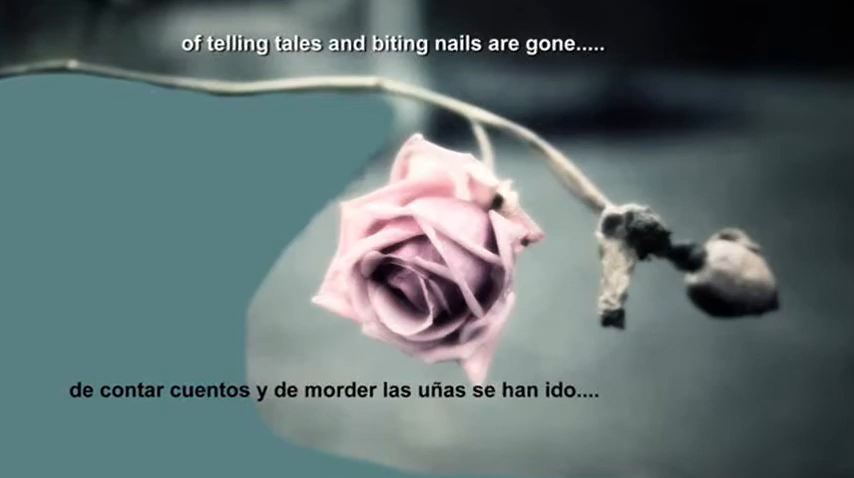 of telling tales and biting nails are gone.....
de contar cuentos y de morder las uñas se han ido....